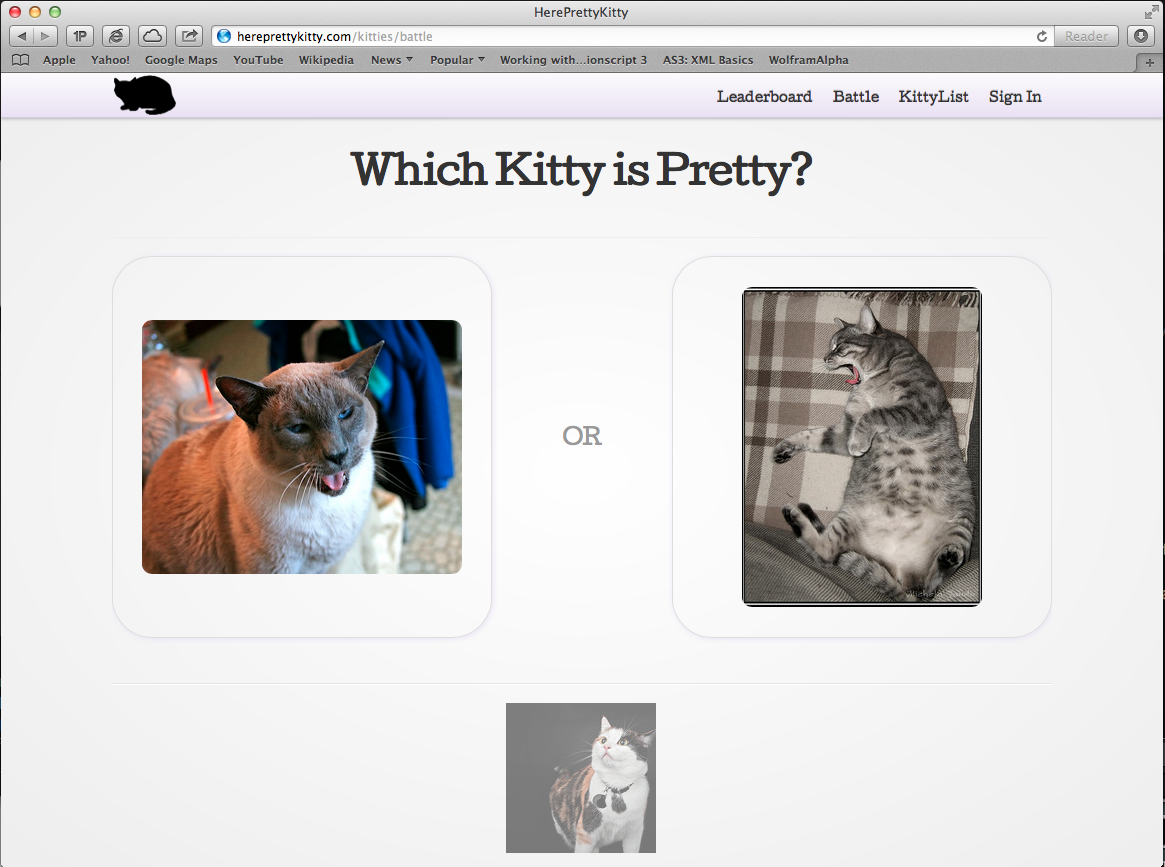 HerePrettyKitty
1P
hereprettykitty.com/kitties/battle
Reader
Apple Yahoo! Google Maps YouTube Wikipedia News Popular Working with...ionscript 3 AS3: XML Basics WolframAlpha
Leaderboard Battle KittyList Sign In
Which Kitty is Pretty?
OR